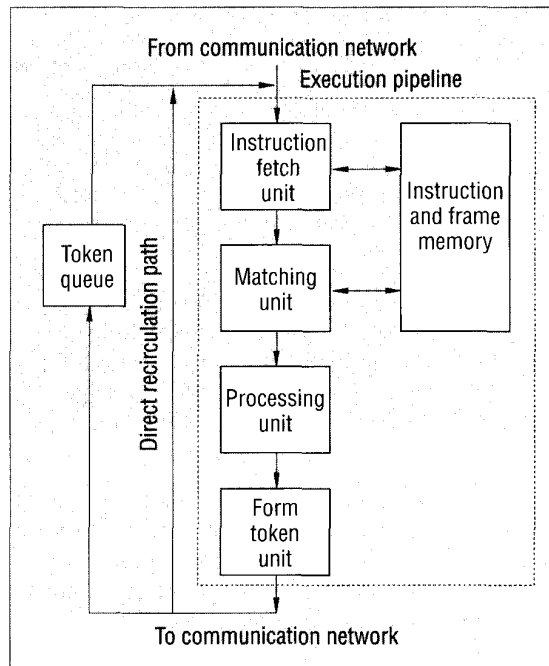 From communication network
Execution pipeline
Instruction
fetch
unit
Instruction
and frame
memory
Token
queue
Direct recirculation path
Matching
unit
Processing
unit
Form
token
unit
To communication network